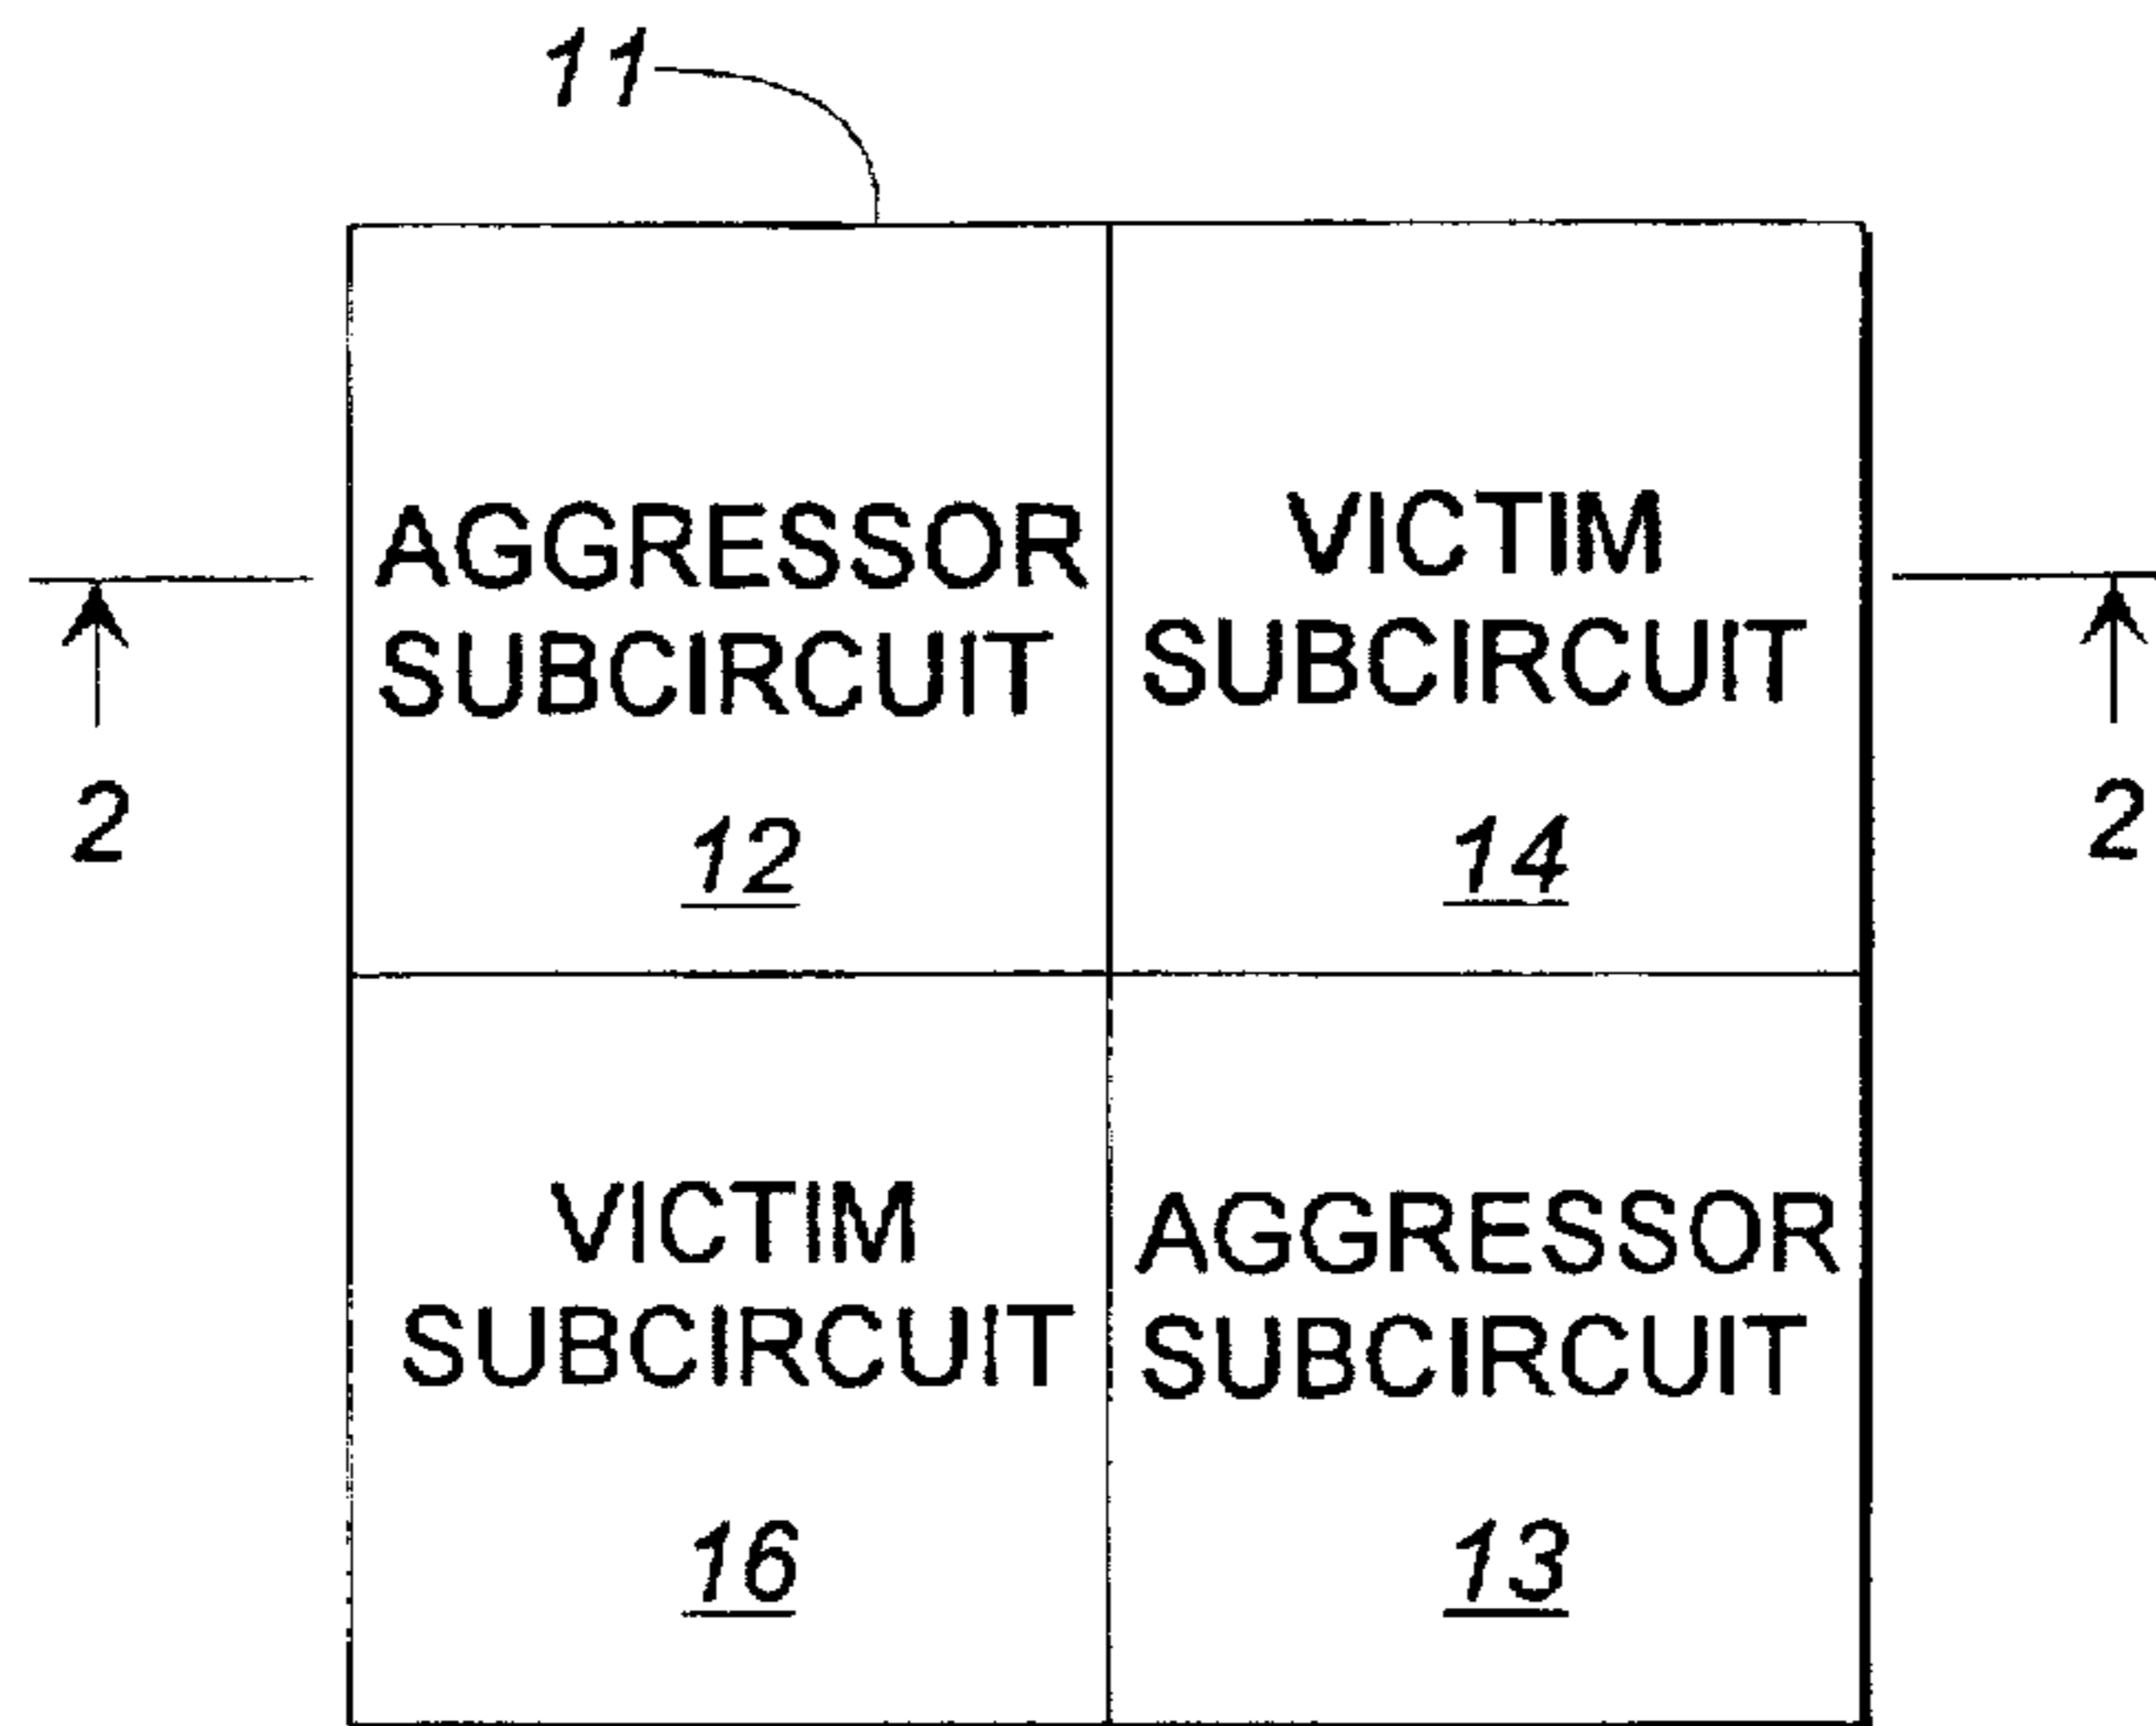 11
AGGRESSOR
SUBCIRCUIT
12
VICTIM
SUBCIRCUIT
14
2
2
VICTIM
SUBCIRCUIT
16
AGGRESSOR
SUBCIRCUIT
13